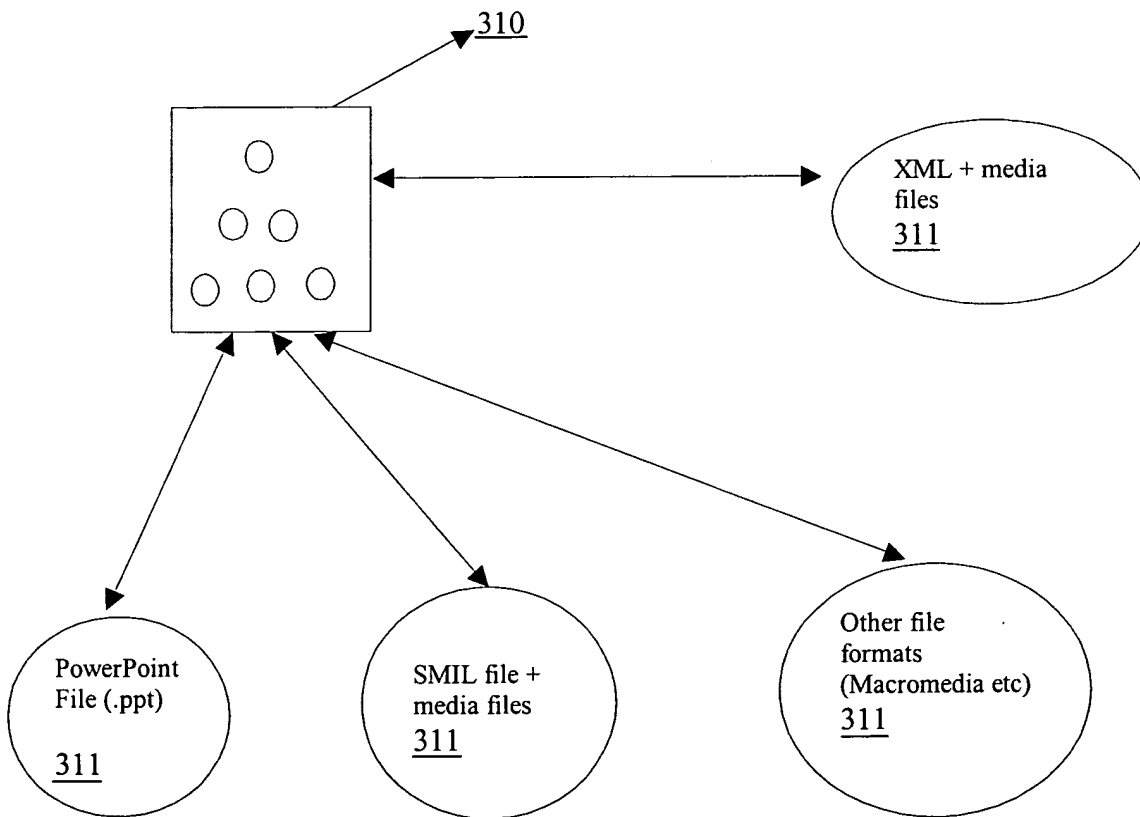 310
XML + media
files
311
PowerPoint
File (.ppt)
311
SMIL file +
media files
311
Other file
formats
(Macromedia etc)
311